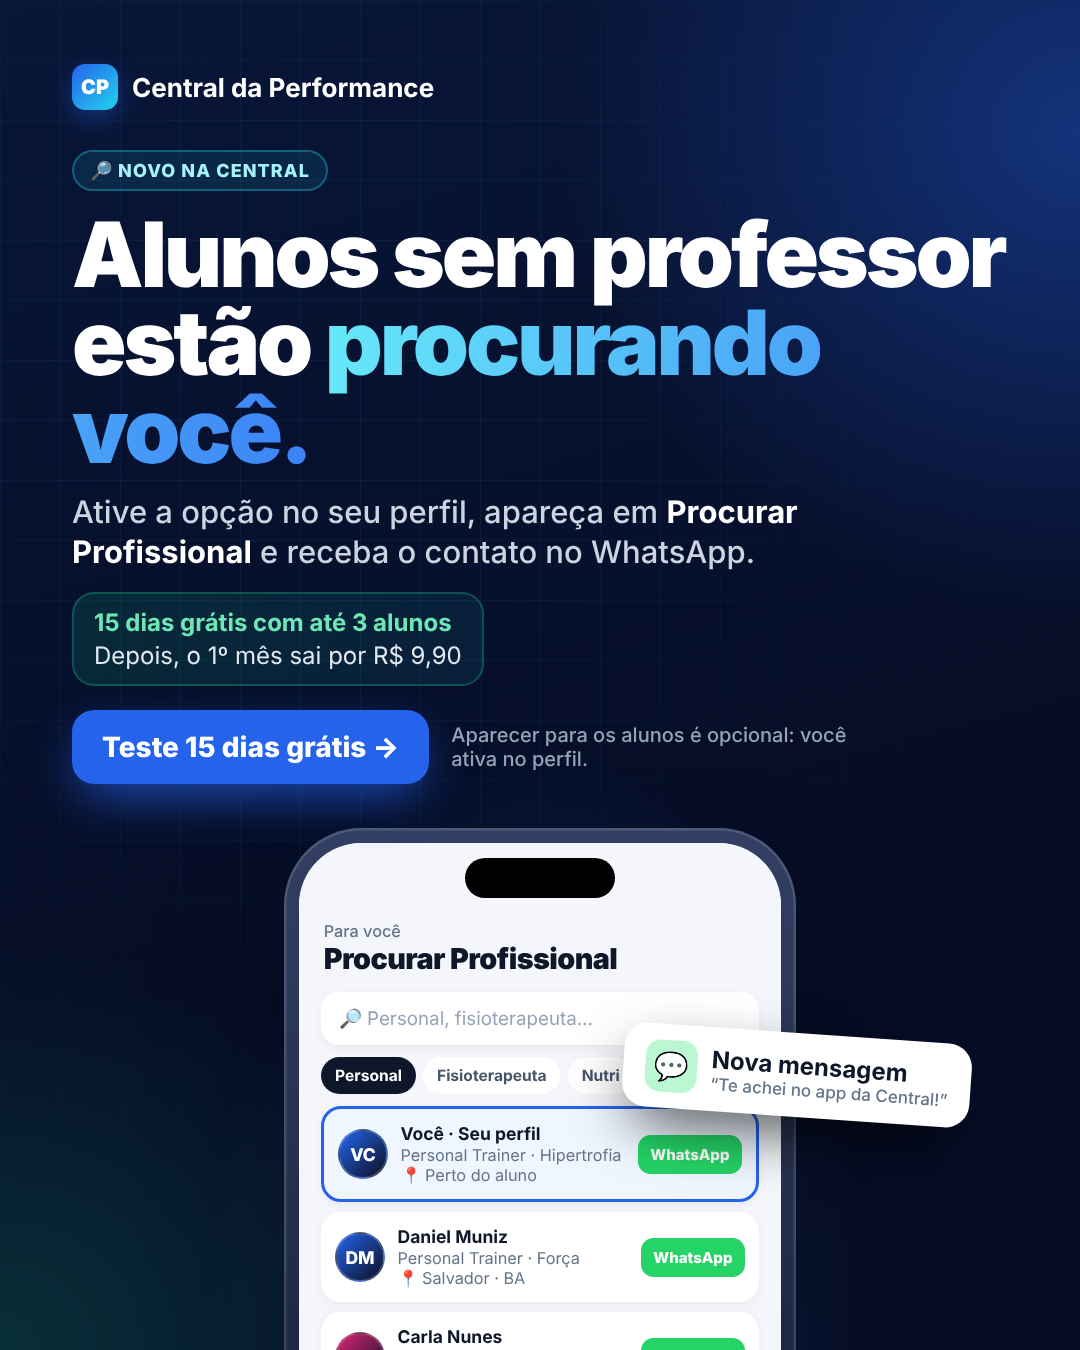 CP
Central da Performance
🔎 NOVO NA CENTRAL
Alunos sem professor
estão procurando
você.
Ative a opção no seu perfil, apareça em Procurar
Profissional e receba o contato no WhatsApp.
15 dias grátis com até 3 alunos
Depois, o 1º mês sai por R$ 9,90
Teste 15 dias grátis →
Aparecer para os alunos é opcional: você
ativa no perfil.
Para você
Procurar Profissional
🔎 Personal, fisioterapeuta...
Nova mensagem
“Te achei no app da Central!”
Personal
Fisioterapeuta
Nutri
VC
Você · Seu perfil
Personal Trainer · Hipertrofia
📍 Perto do aluno
WhatsApp
DM
Daniel Muniz
Personal Trainer · Força
📍 Salvador · BA
WhatsApp
Carla Nunes